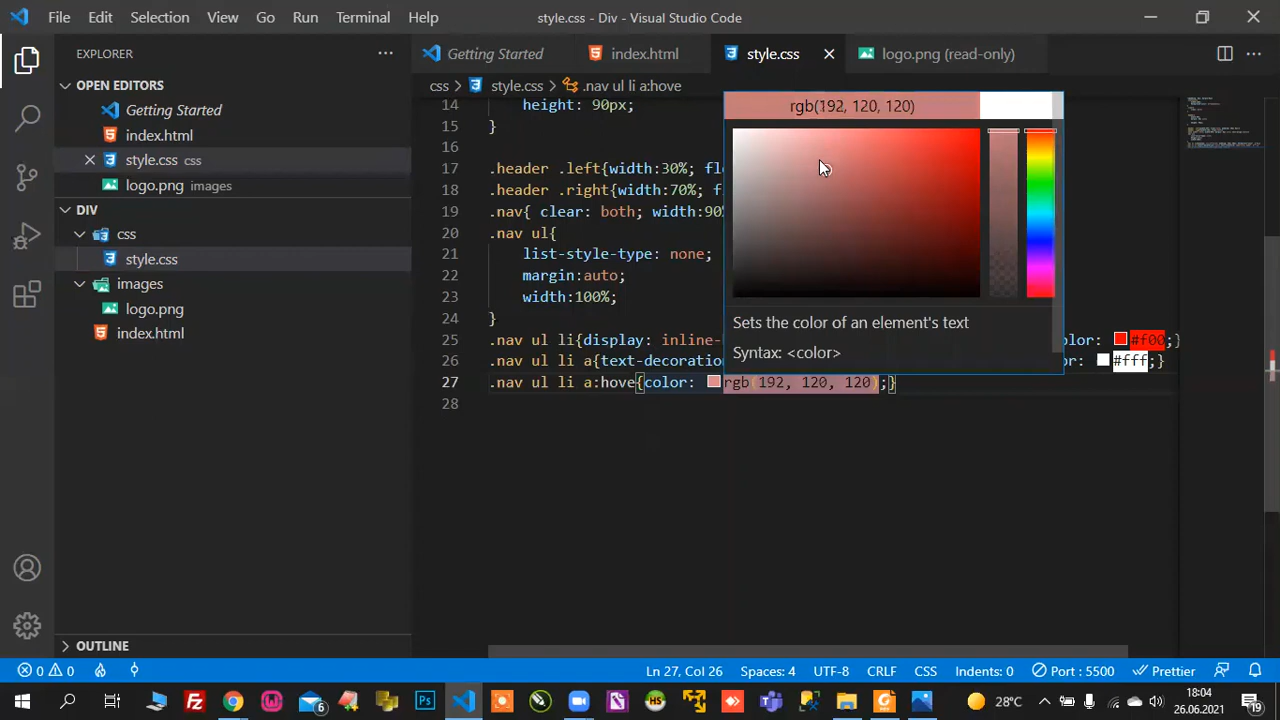 File Edit Selection View Go Run Terminal Help style.css - Div - Visual Studio Code
EXPLORER
OPEN EDITORS
Getting Started
index.html
style.css css
logo.png images
DIV
css
style.css
images
logo.png
index.html
OUTLINE
Getting Started index.html style.css logo.png (read-only)
css style.css .nav ul li a:hove
14 height: 90px;
15 }
16
17 .header .left{width:30%;
18 .header .right{width:70%;
19 .nav{ clear: both; width:90%
20 .nav ul{
21 list-style-type: none;
22 margin:auto;
23 width:100%;
24 }
25 .nav ul li{display: #f00;}
26 .nav ul li a{text-decoration #fff;}
27 .nav ul li a:hove{color: rgb(192, 120, 120);}
28
rgb(192, 120, 120)
Sets the color of an element's text
Syntax: <color>
0 0 Ln 27, Col 26 Spaces: 4 UTF-8 CRLF CSS Indents: 0 Port : 5500 Prettier
6 Ps HS 28°C 18:04
26.06.2021 19